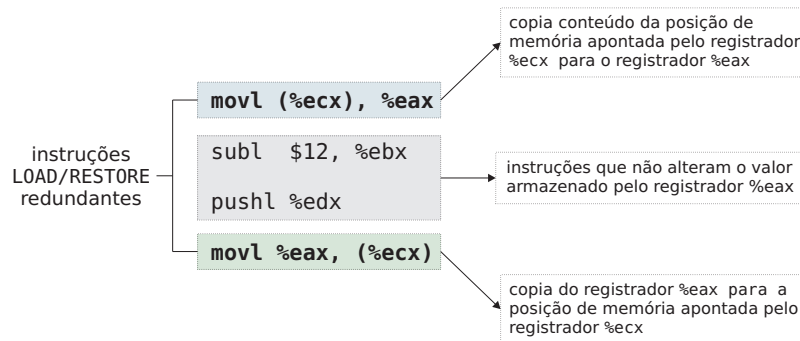 copia conteúdo da posição de
memória apontada pelo registrador
%ecx para o registrador %eax
movl (%ecx), %eax
instruções
LOAD/RESTORE
redundantes
subl $12, %ebx
pushl %edx
instruções que não alteram o valor
armazenado pelo registrador %eax
movl %eax, (%ecx)
copia do registrador %eax para a
posição de memória apontada pelo
registrador %ecx